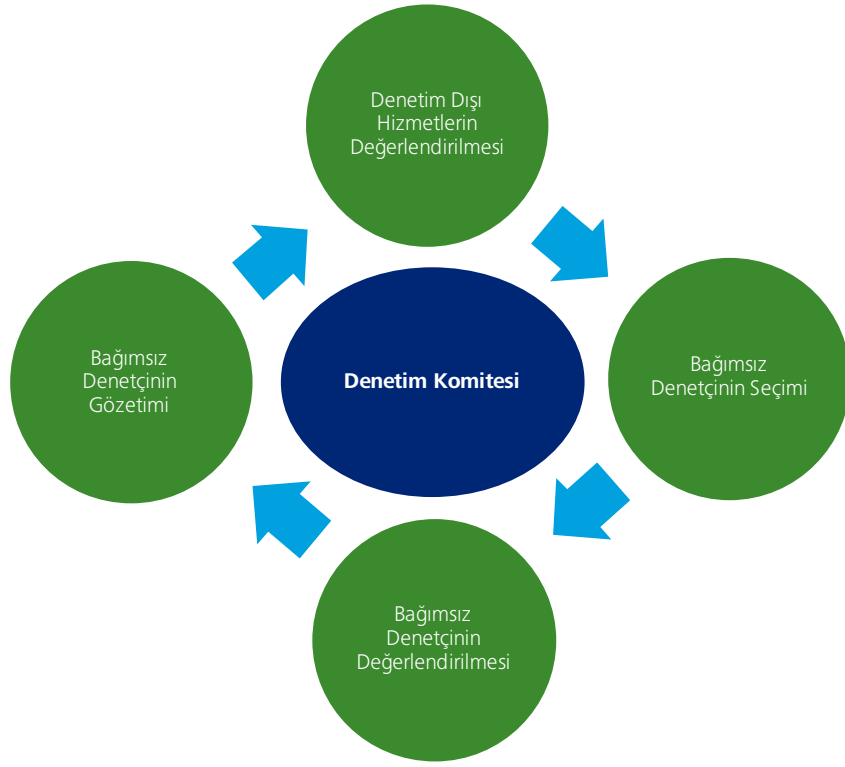 Denetim Dışı
Hizmetlerin
Değerlendirilmesi
Bağımsız
Denetçinin
Gözetimi
Denetim Komitesi
Bağımsız
Denetçinin Seçimi
Bağımsız
Denetçinin
Değerlendirilmesi